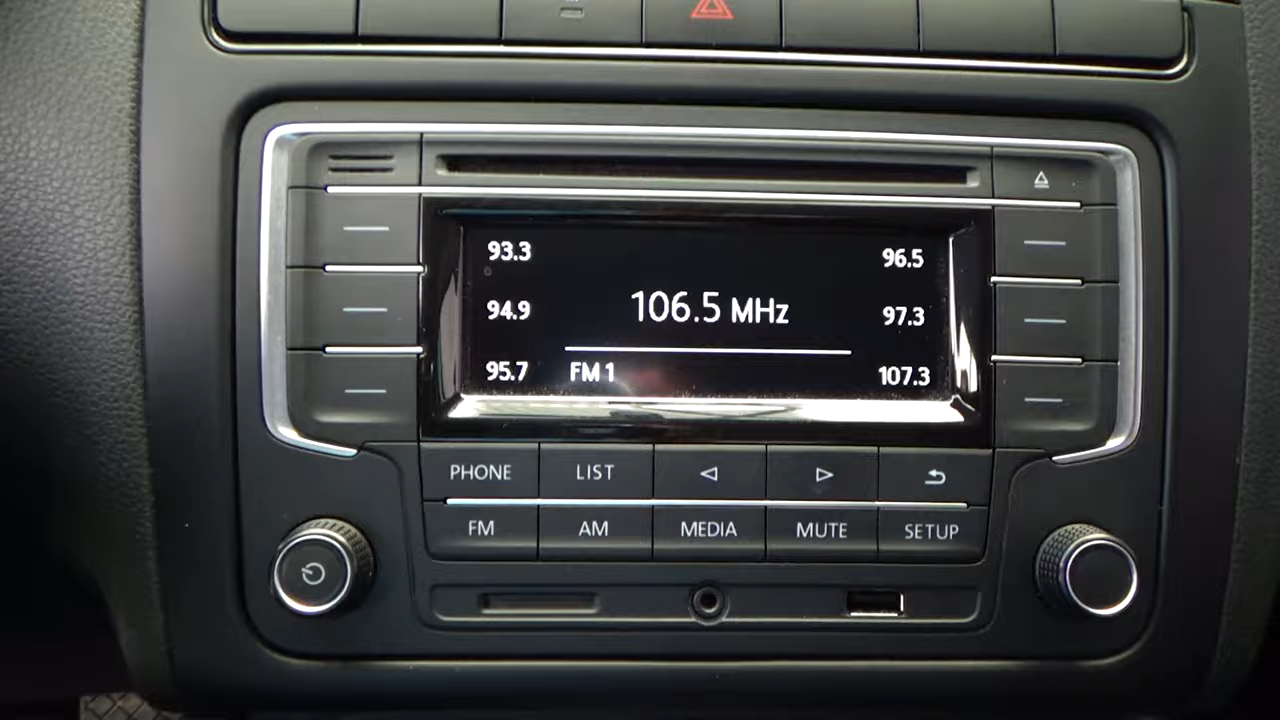 93.3 96.5
94.9 106.5 MHz 97.3
95.7 FM 1 107.3
PHONE LIST
FM AM MEDIA MUTE SETUP